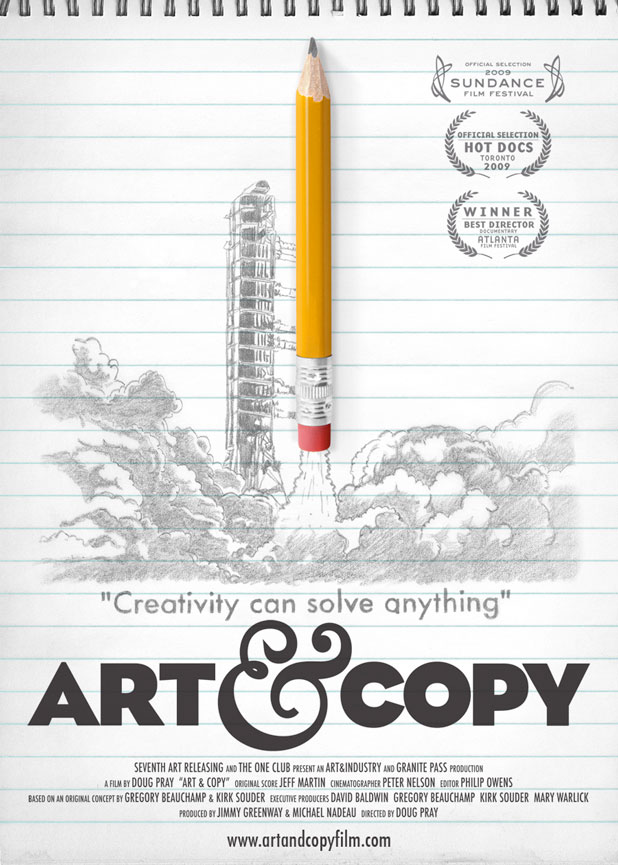 OFFICIAL SELECTION
2009
SUNDANCE
FILM FESTIVAL
OFFICIAL SELECTION
HOT DOCS
TORONTO
2009
WINNER
BEST DIRECTOR
DOCUMENTARY
ATLANTA
FILM FESTIVAL
"Creativity can solve anything"
ART & COPY
SEVENTH ART RELEASING AND THE ONE CLUB PRESENT AN ART&INDUSTRY AND GRANITE PASS PRODUCTION
A FILM BY DOUG PRAY "ART & COPY" ORIGINAL SCORE JEFF MARTIN CINEMATOGRAPHER PETER NELSON EDITOR PHILIP OWENS
BASED ON AN ORIGINAL CONCEPT BY GREGORY BEAUCHAMP & KIRK SOUDER EXECUTIVE PRODUCERS DAVID BALDWIN GREGORY BEAUCHAMP KIRK SOUDER MARY WARLICK
PRODUCED BY JIMMY GREENWAY & MICHAEL NADEAU DIRECTED BY DOUG PRAY
www.artandcopyfilm.com